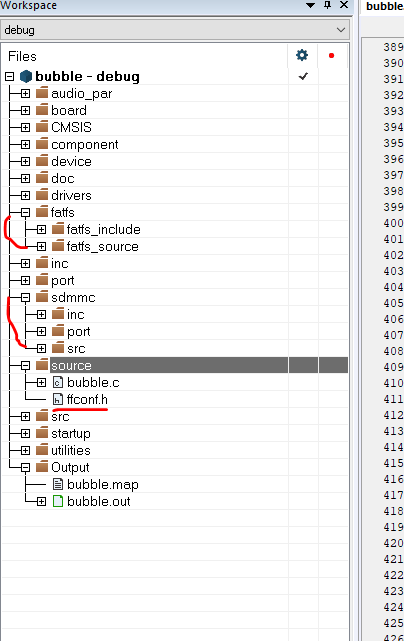 Workspace
debug
Files
bubble - debug
audio_par
board
CMSIS
component
device
doc
drivers
fatfs
fatfs_include
fatfs_source
inc
port
sdmmc
inc
port
src
source
bubble.c
ffconf.h
src
startup
utilities
Output
bubble.map
bubble.out
bubble
389
390
391
392
393
394
395
396
397
398
399
400
401
402
403
404
405
406
407
408
409
410
411
412
413
414
415
416
417
418
419
420
421
422
423
424
425
426